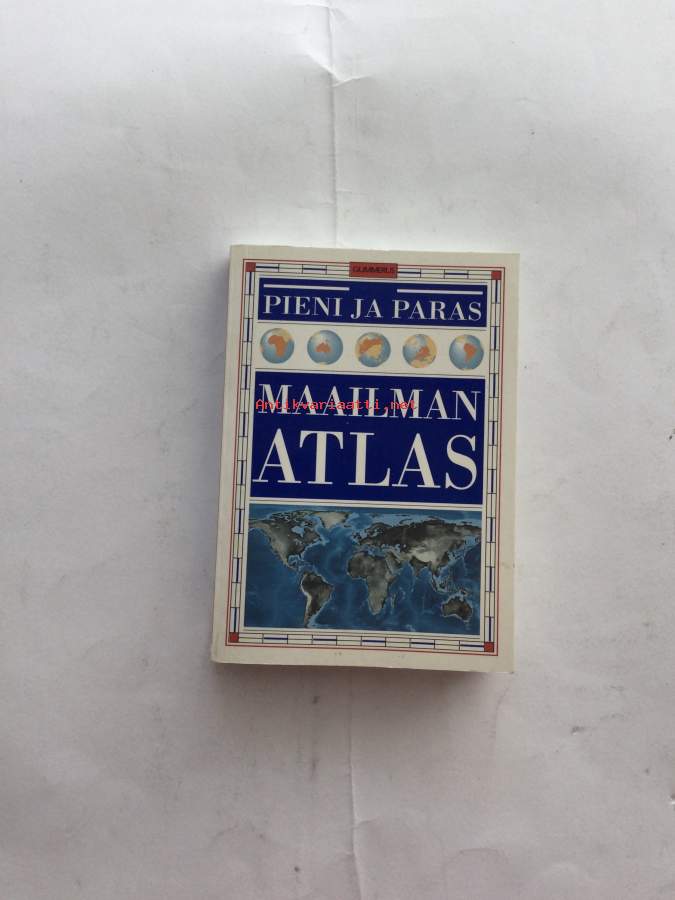 GUMMERUS
PIENI JA PARAS
MAAILMAN
Antikvariaatti.net
ATLAS